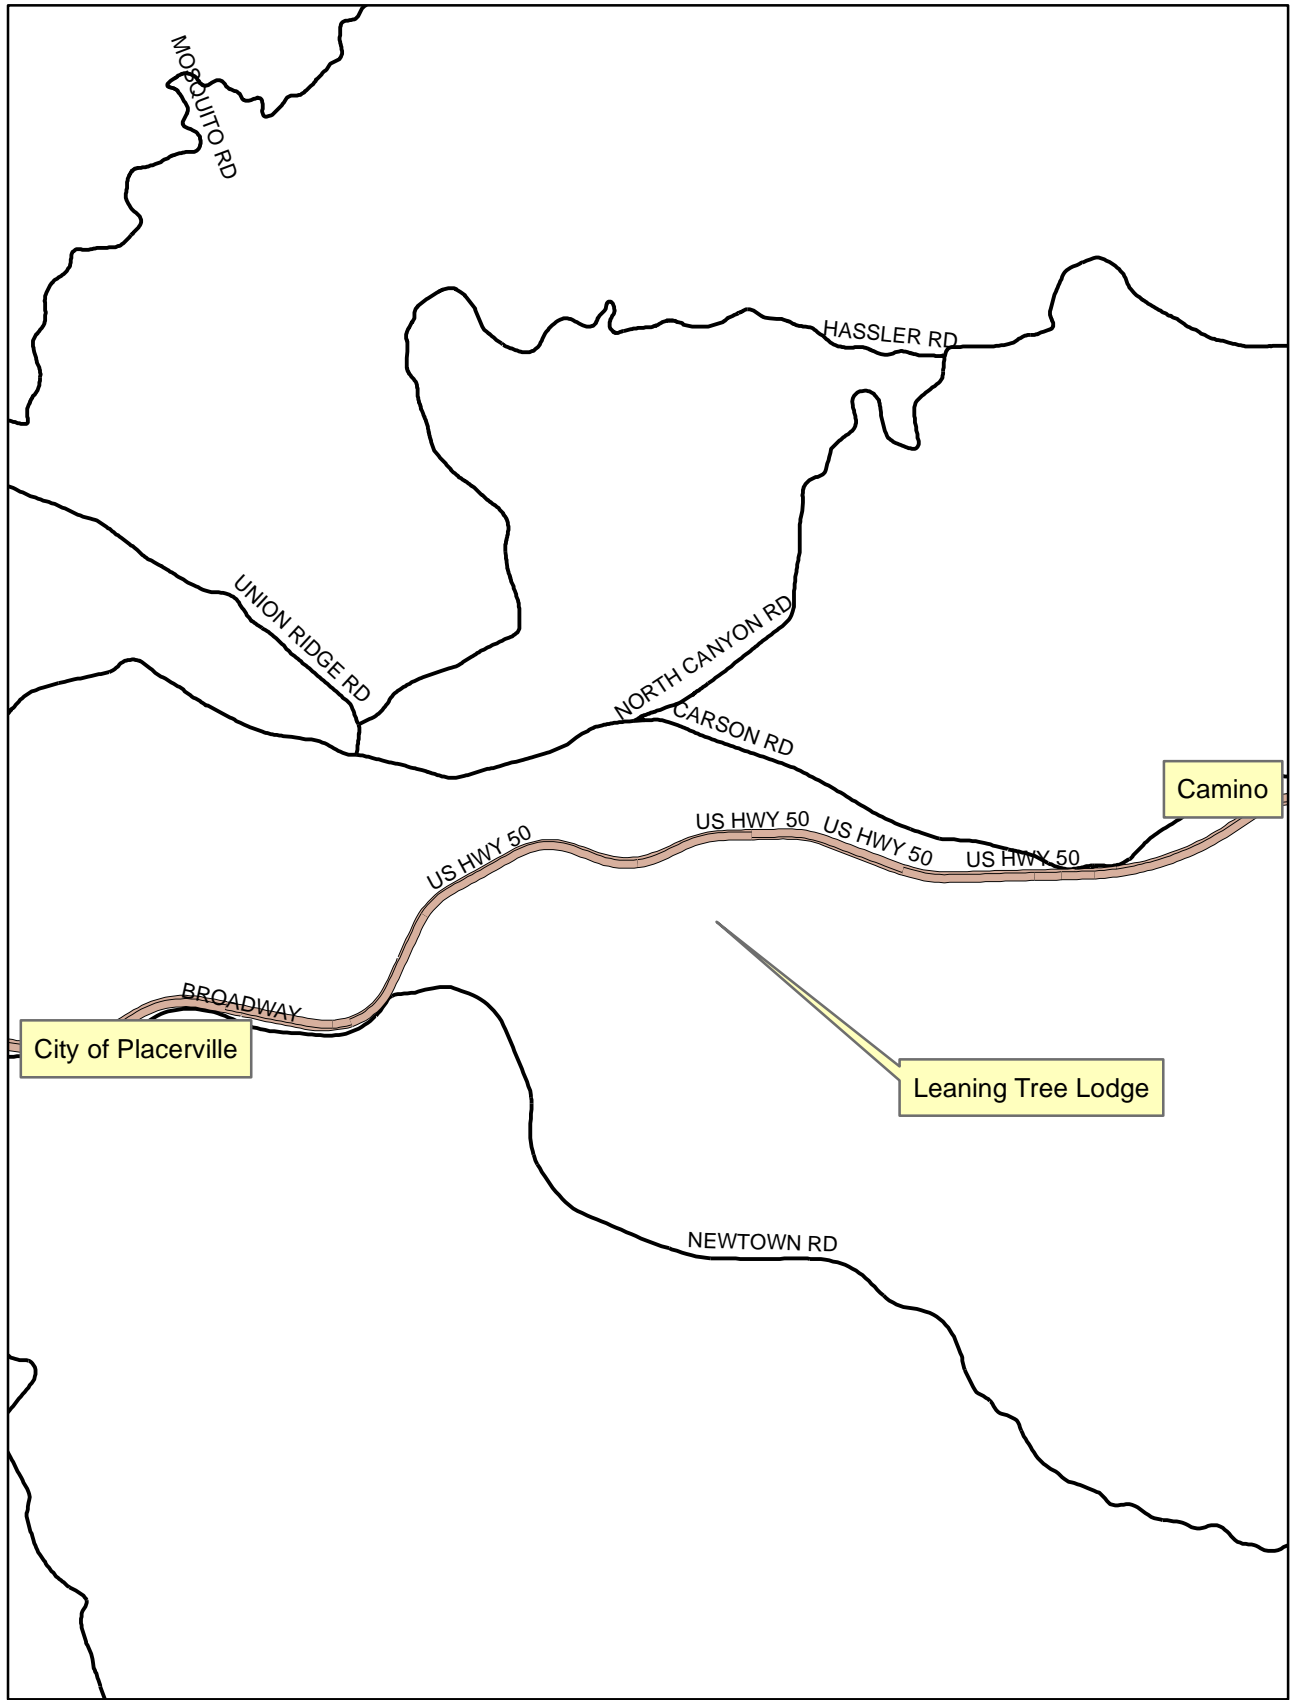 MOSQUITO RD
HASSLER RD
UNION RIDGE RD
NORTH CANYON RD
CARSON RD
Camino
US HWY 50
US HWY 50
US HWY 50
US HWY 50
BROADWAY
City of Placerville
Leaning Tree Lodge
NEWTOWN RD